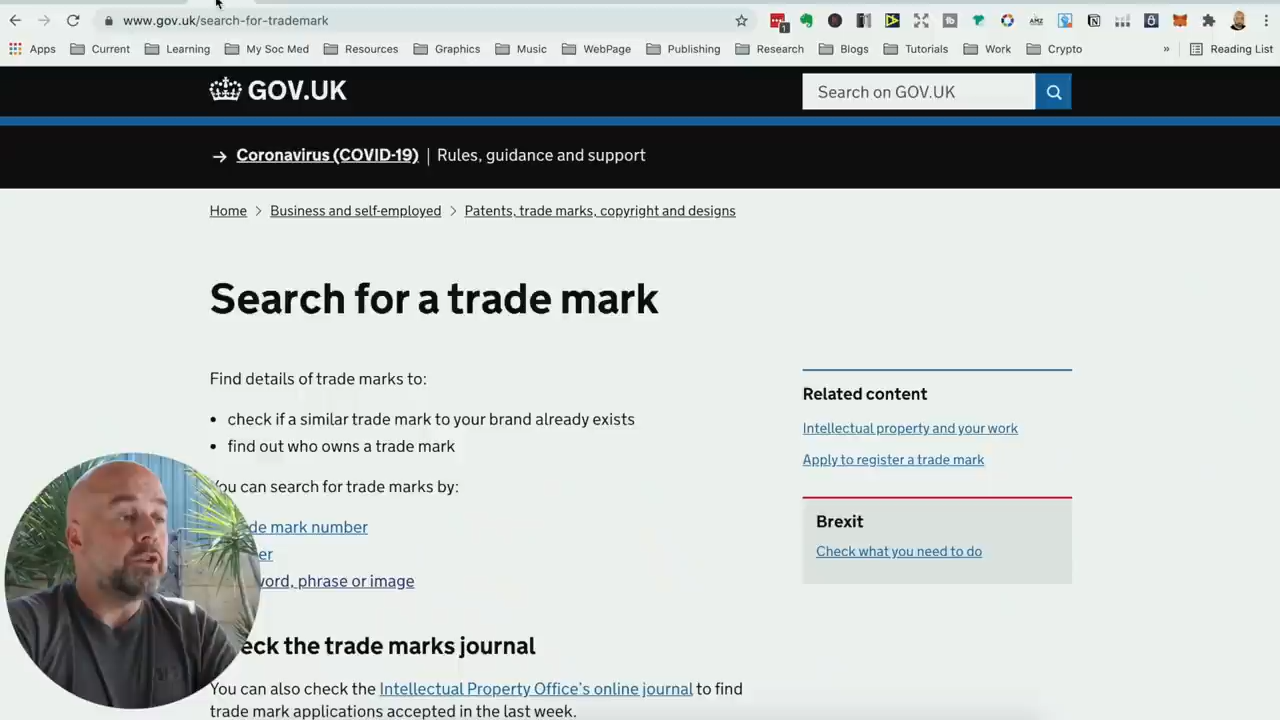 www.gov.uk/search-for-trademark
1
Apps Current Learning My Soc Med Resources Graphics Music WebPage Publishing Research Blogs Tutorials Work Crypto » Reading List
GOV.UK
Search on GOV.UK
→ Coronavirus (COVID-19) | Rules, guidance and support
Home > Business and self-employed > Patents, trade marks, copyright and designs
Search for a trade mark
Find details of trade marks to:
• check if a similar trade mark to your brand already exists
• find out who owns a trade mark
You can search for trade marks by:
mark number
word, phrase or image
Related content
Intellectual property and your work
Apply to register a trade mark
Brexit
Check what you need to do
the trade marks journal
You can also check the Intellectual Property Office's online journal to find
trade mark applications accepted in the last week.